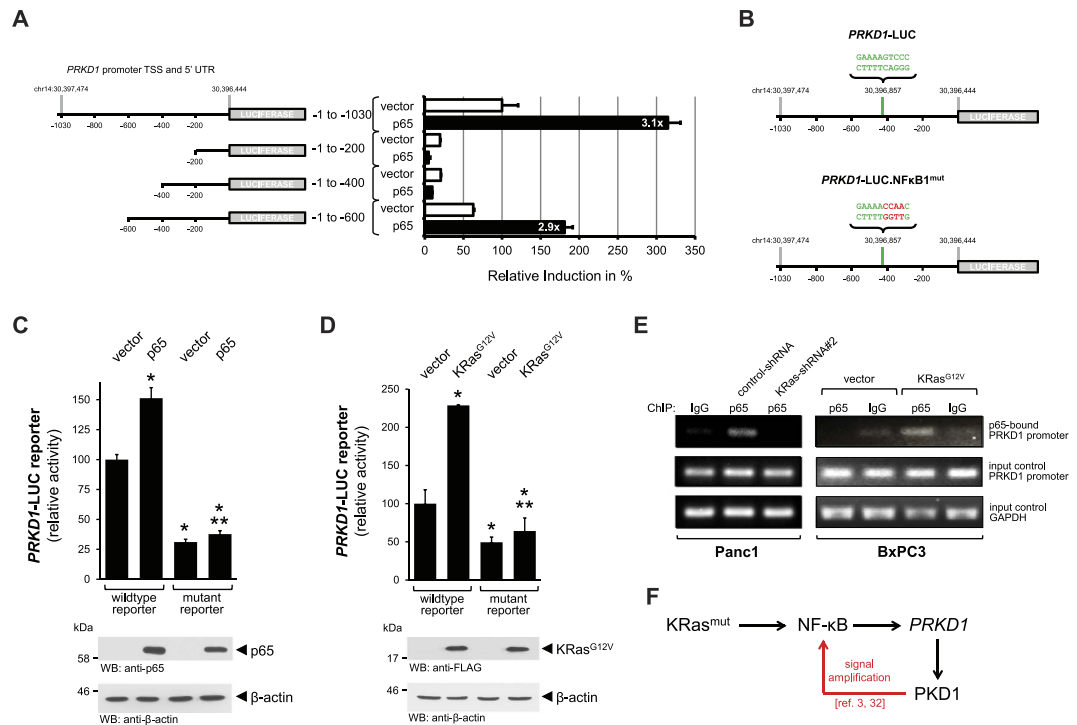 A
PRKD1 promoter TSS and 5' UTR
chr14:30,397,474
30,396,444
LUCIFERASE
-1 to -1030
-1030 -800 -600 -400 -200
LUCIFERASE
-1 to -200
-200
LUCIFERASE
-1 to -400
-400 -200
LUCIFERASE
-1 to -600
-600 -400 -200
vector
p65
3.1x
vector
p65
vector
p65
vector
p65
2.9x
0 50 100 150 200 250 300 350
Relative Induction in %
B
PRKD1-LUC
GAAAAGTCCC
CTTTTCAGGG
chr14:30,397,474 30,396,857 30,396,444
LUCIFERASE
-1030 -800 -600 -400 -200
PRKD1-LUC.NFκB1mut
GAAAACCAAC
CTTTTGGTTG
chr14:30,397,474 30,396,857 30,396,444
LUCIFERASE
-1030 -800 -600 -400 -200
C
vector p65 vector p65
PRKD1-LUC reporter
(relative activity)
150
125
100
75
50
25
0
*
*
*
**
wildtype reporter
mutant reporter
kDa
58
p65
WB: anti-p65
46
β-actin
WB: anti-β-actin
D
vector KRasG12V vector KRasG12V
PRKD1-LUC reporter
(relative activity)
250
200
150
100
50
0
*
*
*
**
wildtype reporter
mutant reporter
kDa
17
KRasG12V
WB: anti-FLAG
46
β-actin
WB: anti-β-actin
E
control-shRNA
KRas-shRNA#2
vector
KRasG12V
ChIP: IgG p65 p65 p65 IgG p65 IgG
p65-bound
PRKD1 promoter
input control
PRKD1 promoter
input control
GAPDH
Panc1
BxPC3
F
KRasmut NF-κB PRKD1
signal
amplification
PKD1
[ref. 3, 32]